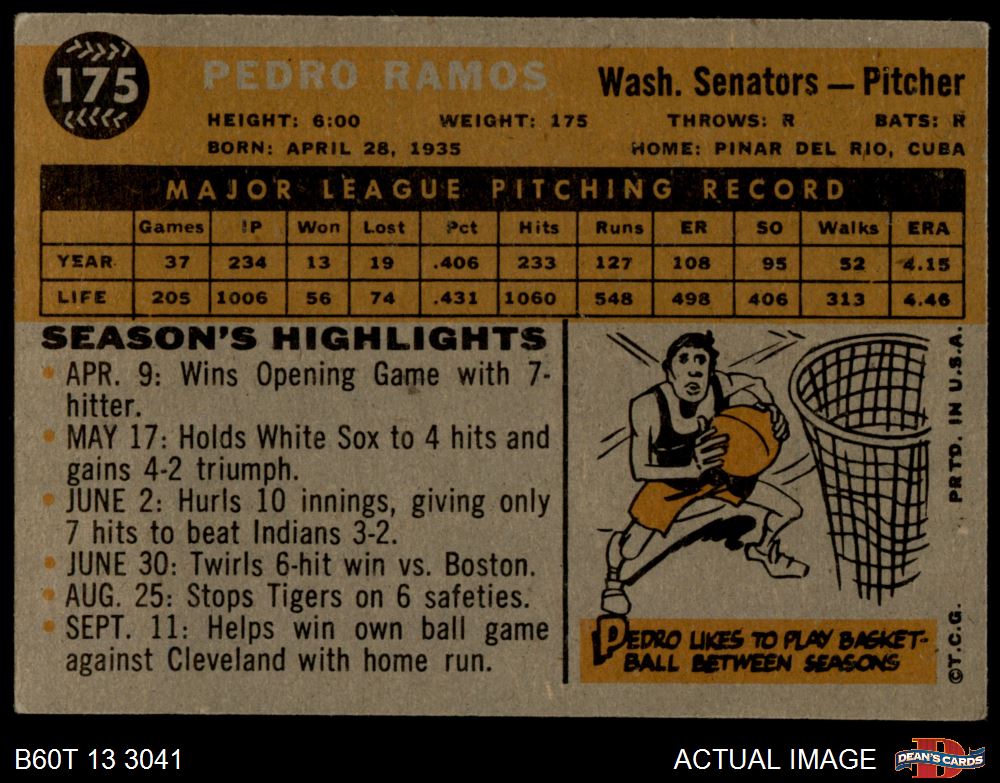 175
PEDRO RAMOS
Wash. Senators — Pitcher
HEIGHT: 6:00 WEIGHT: 175 THROWS: R BATS: R
BORN: APRIL 28, 1935 HOME: PINAR DEL RIO, CUBA
MAJOR LEAGUE PITCHING RECORD
Games IP Won Lost Pct Hits Runs ER SO Walks ERA
YEAR 37 234 13 19 .406 233 127 108 95 52 4.15
LIFE 205 1006 56 74 .431 1060 548 498 406 313 4.46
SEASON'S HIGHLIGHTS
• APR. 9: Wins Opening Game with 7-
hitter.
• MAY 17: Holds White Sox to 4 hits and
gains 4-2 triumph.
• JUNE 2: Hurls 10 innings, giving only
7 hits to beat Indians 3-2.
• JUNE 30: Twirls 6-hit win vs. Boston.
• AUG. 25: Stops Tigers on 6 safeties.
• SEPT. 11: Helps win own ball game
against Cleveland with home run.
PEDRO LIKES TO PLAY BASKET-
BALL BETWEEN SEASONS
©T.C.G. PRTD. IN U.S.A.
B60T 13 3041
ACTUAL IMAGE
D
DEAN'S CARDS